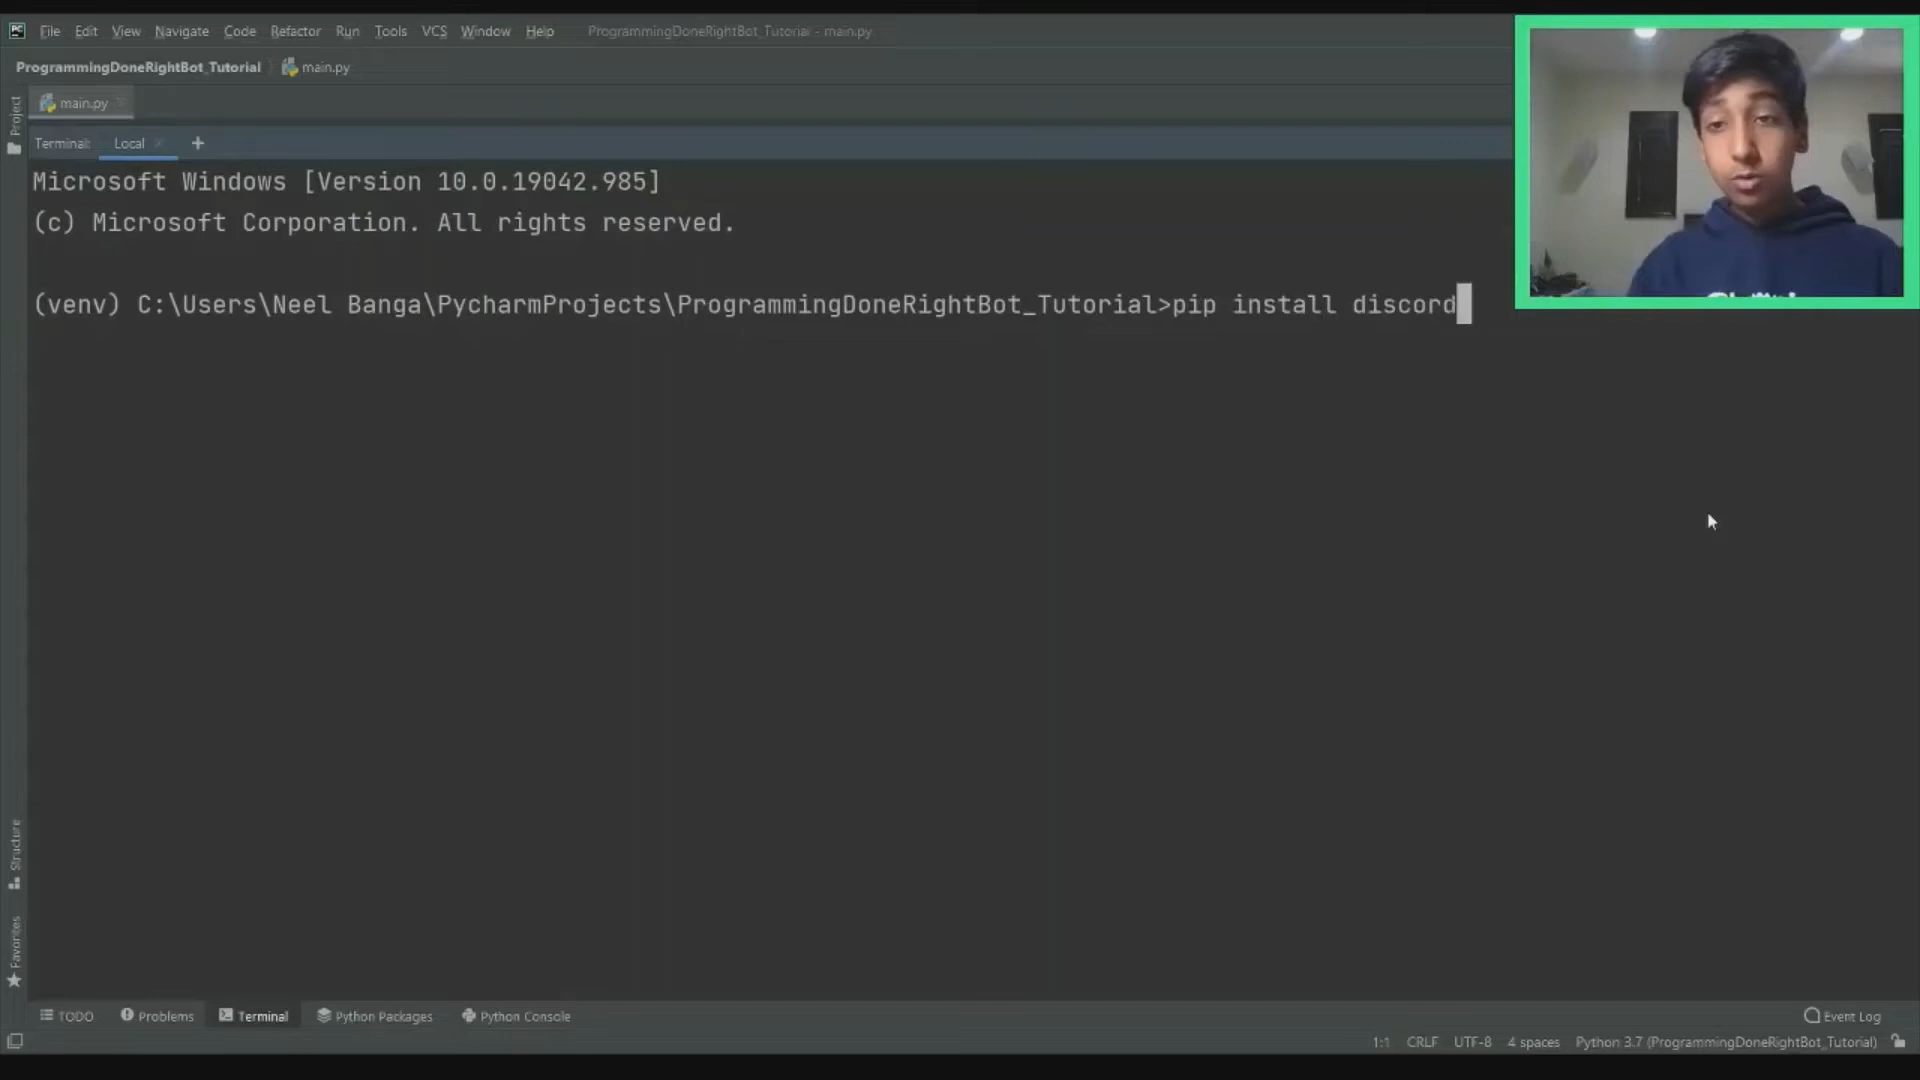 File Edit View Navigate Code Refactor Run Tools VCS Window Help ProgrammingDoneRightBot_Tutorial - main.py
ProgrammingDoneRightBot_Tutorial main.py
Project
main.py
Terminal: Local +
Microsoft Windows [Version 10.0.19042.985]
(c) Microsoft Corporation. All rights reserved.
(venv) C:\Users\Neel Banga\PycharmProjects\ProgrammingDoneRightBot_Tutorial>pip install discord
Structure
Favorites
TODO Problems Terminal Python Packages Python Console Event Log
1:1 CRLF UTF-8 4 spaces Python 3.7 (ProgrammingDoneRightBot_Tutorial)